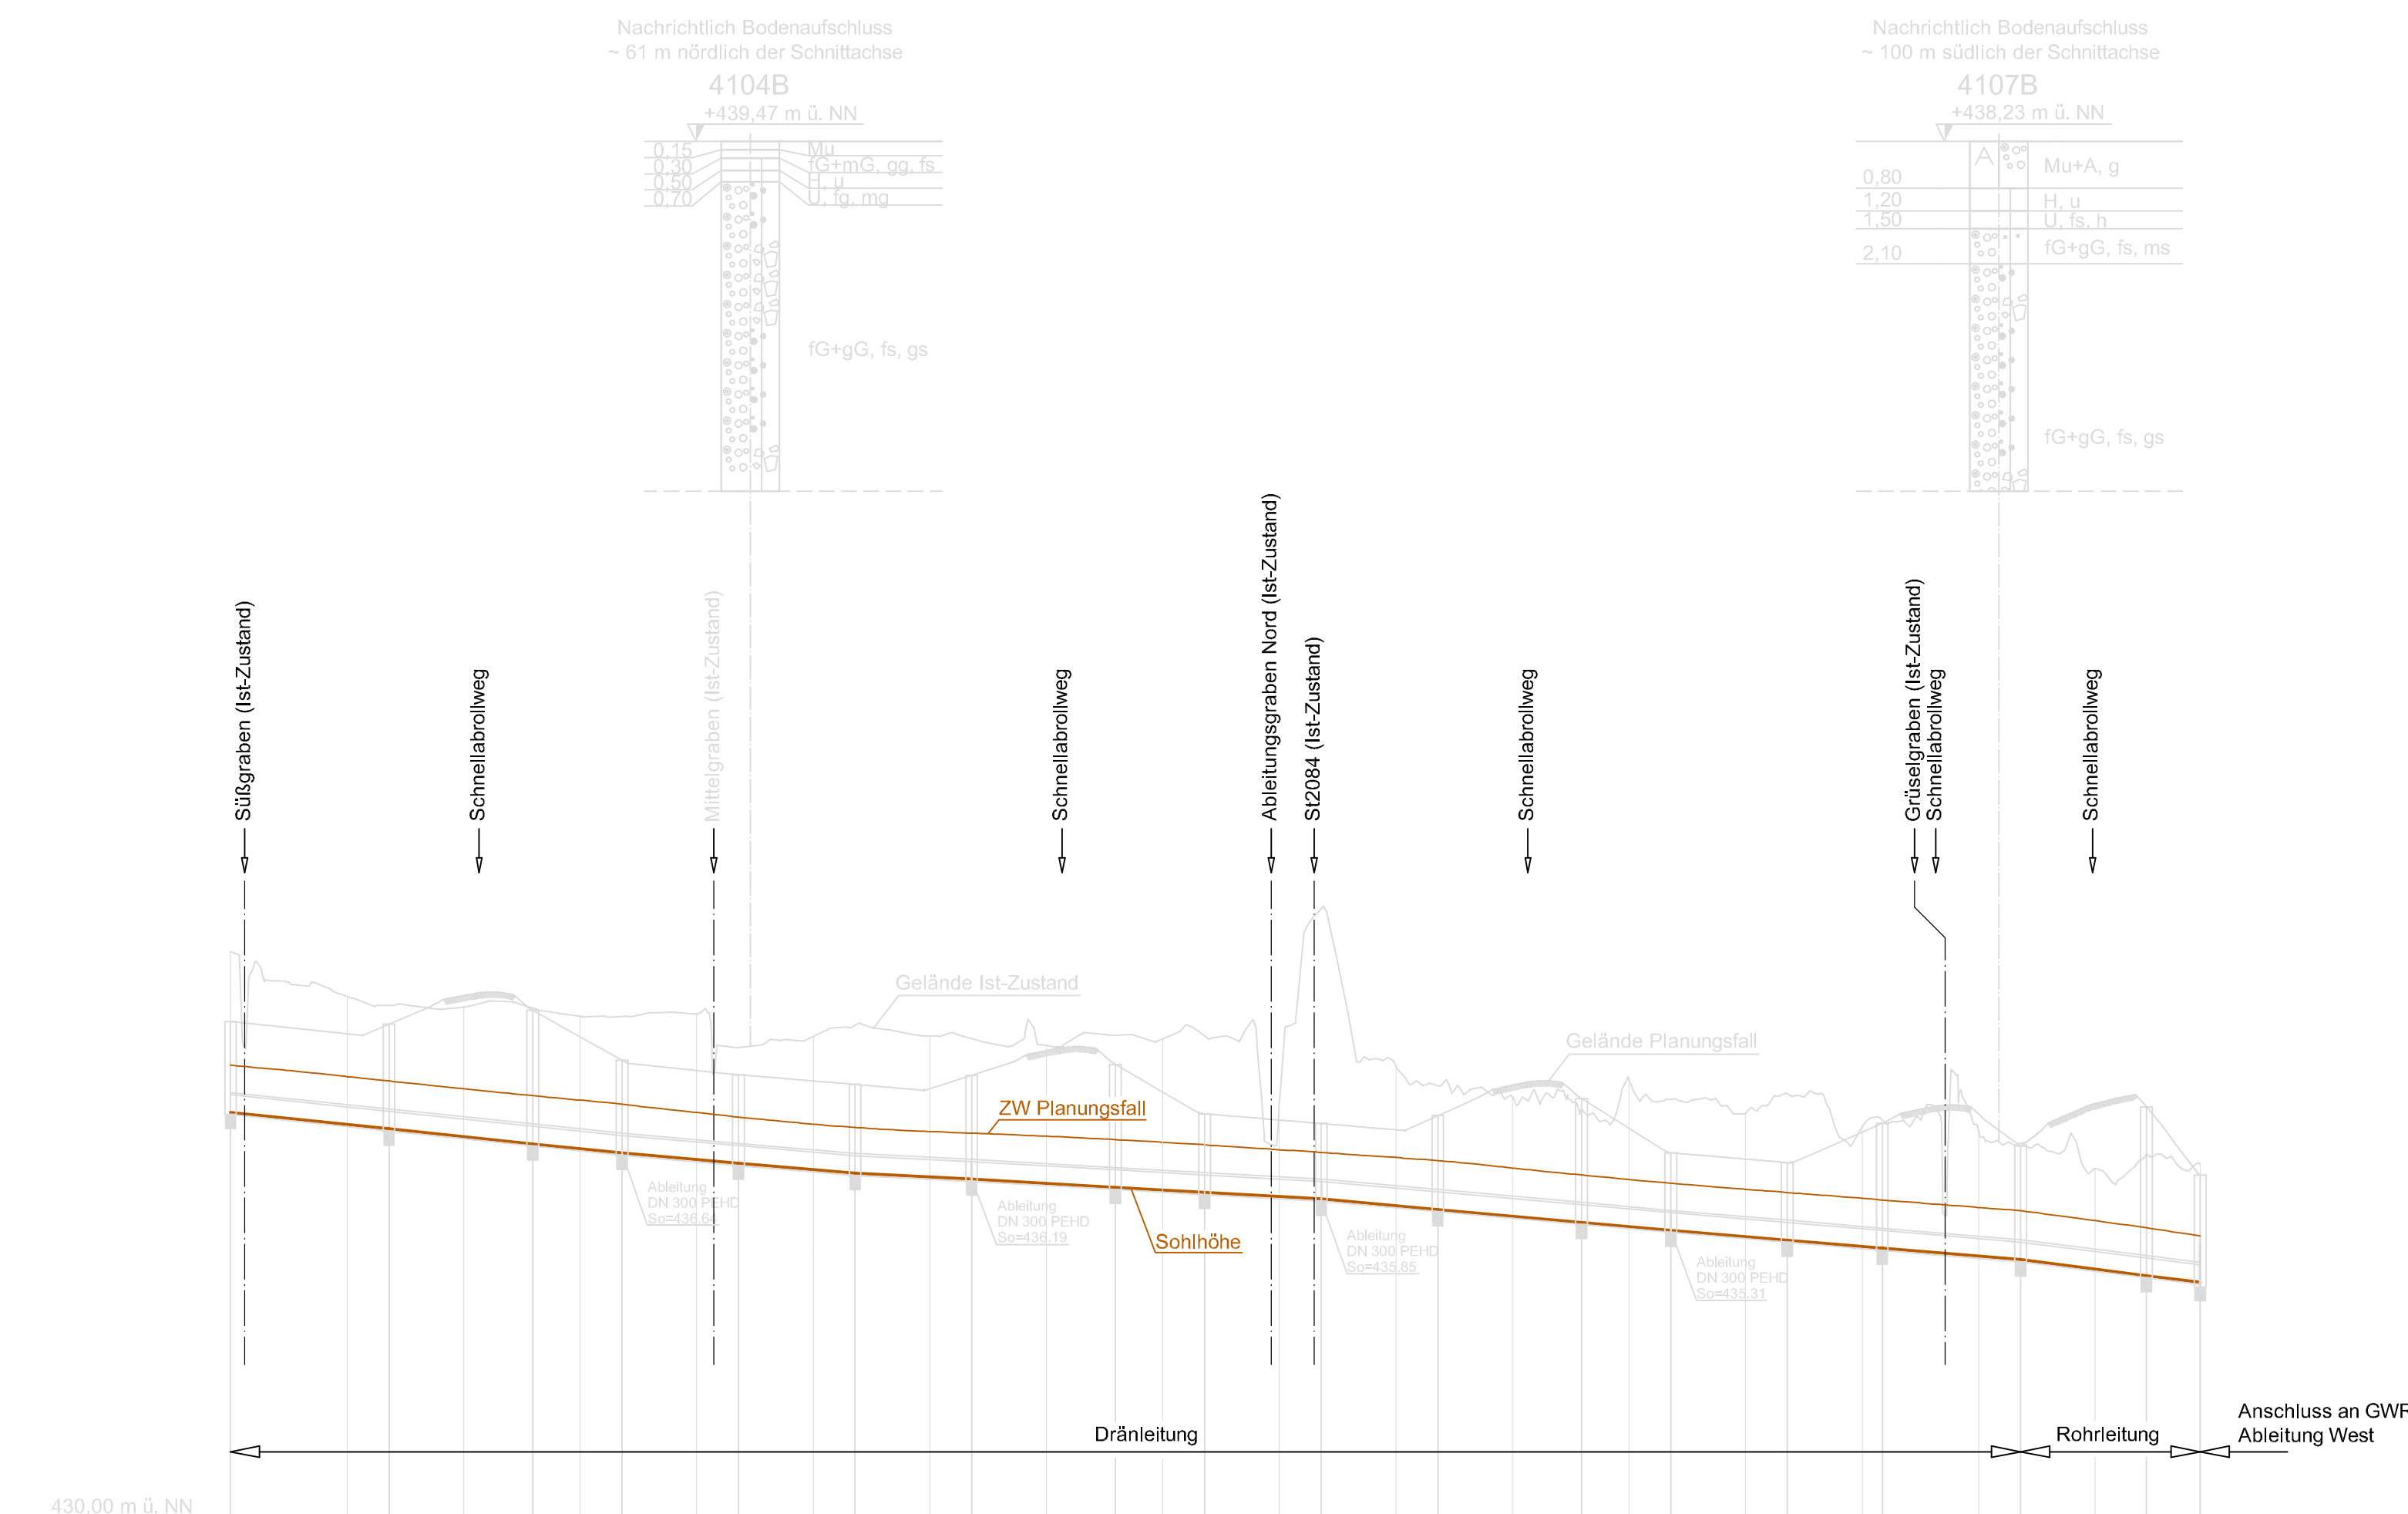 Nachrichtlich Bodenaufschluss
~ 61 m nördlich der Schnittachse
4104B
+439,47 m ü. NN
0,15
Mu
0,30
fG+mG, gg, fs
0,50
H, u
0,70
U, fg, mg
fG+gG, fs, gs
Nachrichtlich Bodenaufschluss
~ 100 m südlich der Schnittachse
4107B
+438,23 m ü. NN
A
Mu+A, g
0,80
1,20
H, u
1,50
U, fs, h
2,10
fG+gG, fs, ms
fG+gG, fs, gs
Süßgraben (Ist-Zustand)
Schnellabrollweg
Mittelgraben (Ist-Zustand)
Schnellabrollweg
Ableitungsgraben Nord (Ist-Zustand)
St2084 (Ist-Zustand)
Schnellabrollweg
Grüselgraben (Ist-Zustand)
Schnellabrollweg
Schnellabrollweg
Gelände Ist-Zustand
Gelände Planungsfall
ZW Planungsfall
Sohlhöhe
Ableitung
DN 300 PEHD
So=436.64
Ableitung
DN 300 PEHD
So=436.19
Ableitung
DN 300 PEHD
So=435.85
Ableitung
DN 300 PEHD
So=435.31
Dränleitung
Rohrleitung
Anschluss an GWR
Ableitung West
430,00 m ü. NN